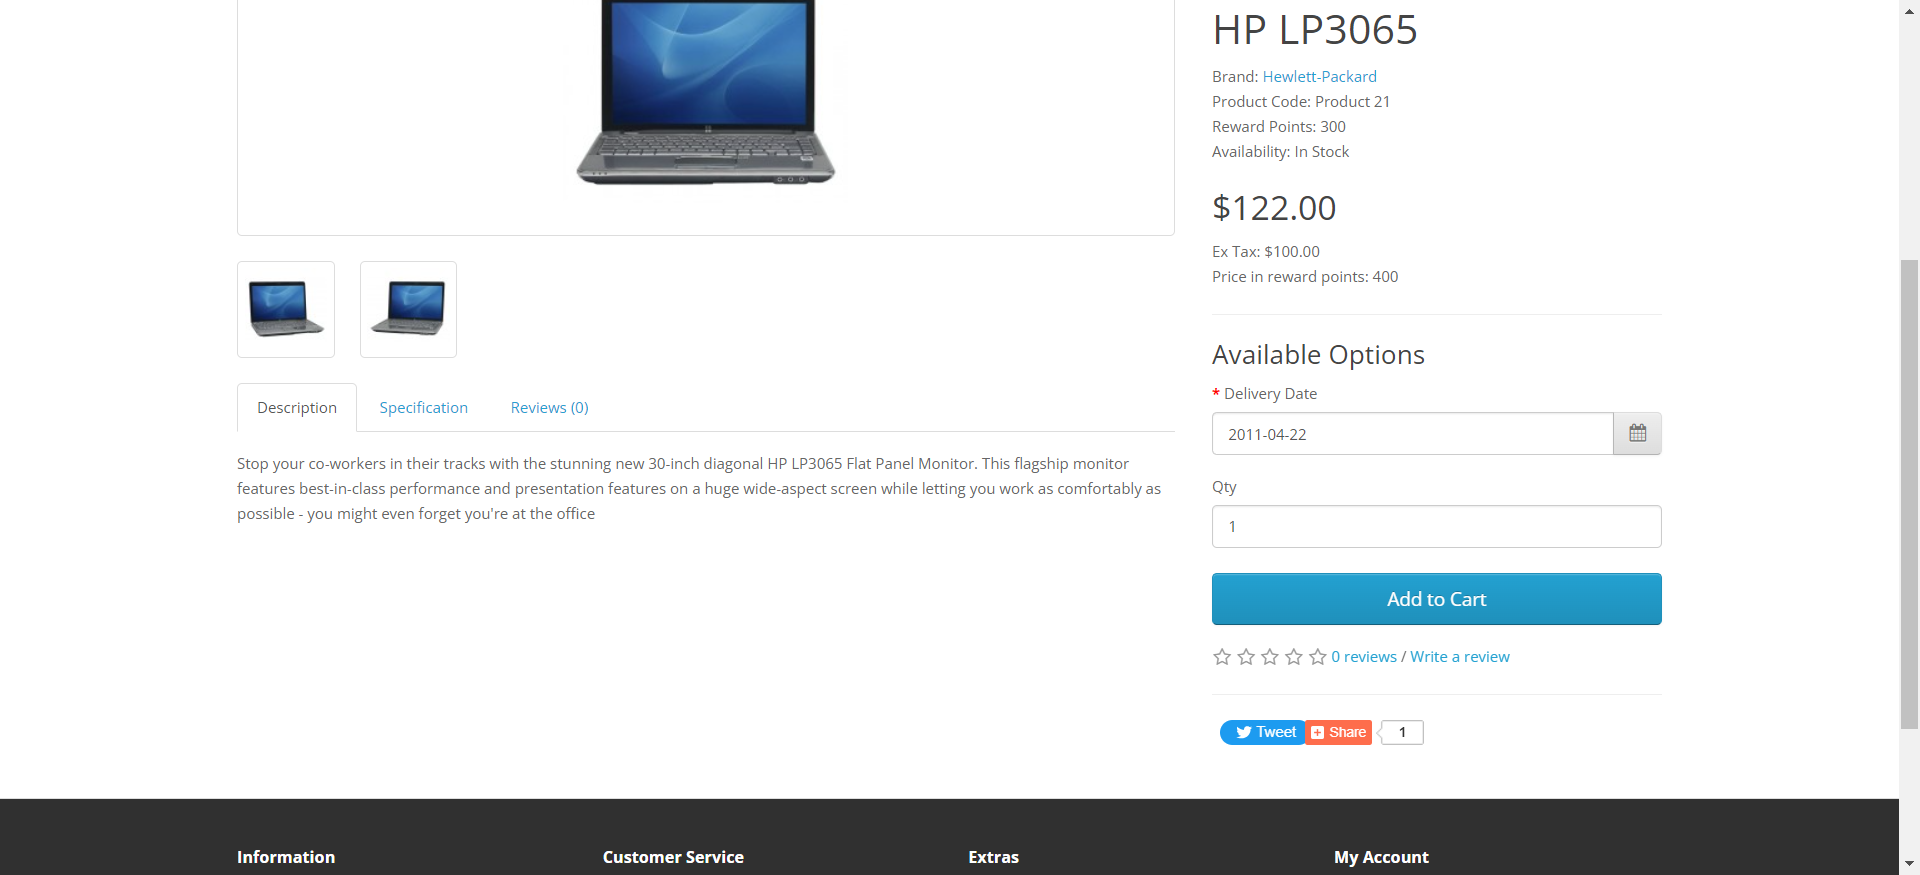 HP LP3065
Brand: Hewlett-Packard
Product Code: Product 21
Reward Points: 300
Availability: In Stock
$122.00
Ex Tax: $100.00
Price in reward points: 400
Available Options
* Delivery Date
2011-04-22
Qty
1
Add to Cart
0 reviews / Write a review
Tweet Share 1
Description Specification Reviews (0)
Stop your co-workers in their tracks with the stunning new 30-inch diagonal HP LP3065 Flat Panel Monitor. This flagship monitor
features best-in-class performance and presentation features on a huge wide-aspect screen while letting you work as comfortably as
possible - you might even forget you're at the office
Information Customer Service Extras My Account